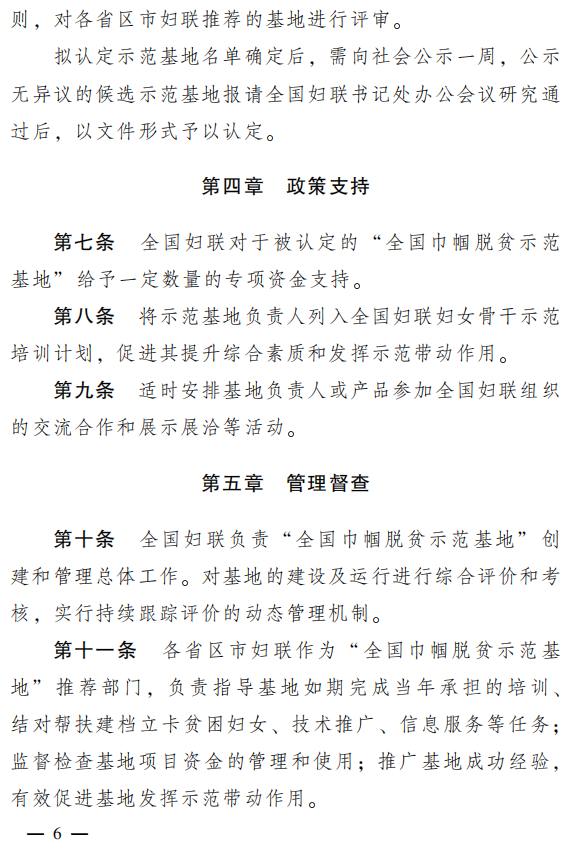 则，对各省区市妇联推荐的基地进行评审。
拟认定示范基地名单确定后，需向社会公示一周，公示
无异议的候选示范基地报请全国妇联书记处办公会议研究通
过后，以文件形式予以认定。
第四章　政策支持
第七条　全国妇联对于被认定的“全国巾帼脱贫示范
基地”给予一定数量的专项资金支持。
第八条　将示范基地负责人列入全国妇联妇女骨干示范
培训计划，促进其提升综合素质和发挥示范带动作用。
第九条　适时安排基地负责人或产品参加全国妇联组织
的交流合作和展示展洽等活动。
第五章　管理督查
第十条　全国妇联负责“全国巾帼脱贫示范基地”创
建和管理总体工作。对基地的建设及运行进行综合评价和考
核，实行持续跟踪评价的动态管理机制。
第十一条　各省区市妇联作为“全国巾帼脱贫示范基
地”推荐部门，负责指导基地如期完成当年承担的培训、
结对帮扶建档立卡贫困妇女、技术推广、信息服务等任务；
监督检查基地项目资金的管理和使用；推广基地成功经验，
有效促进基地发挥示范带动作用。
— 6 —